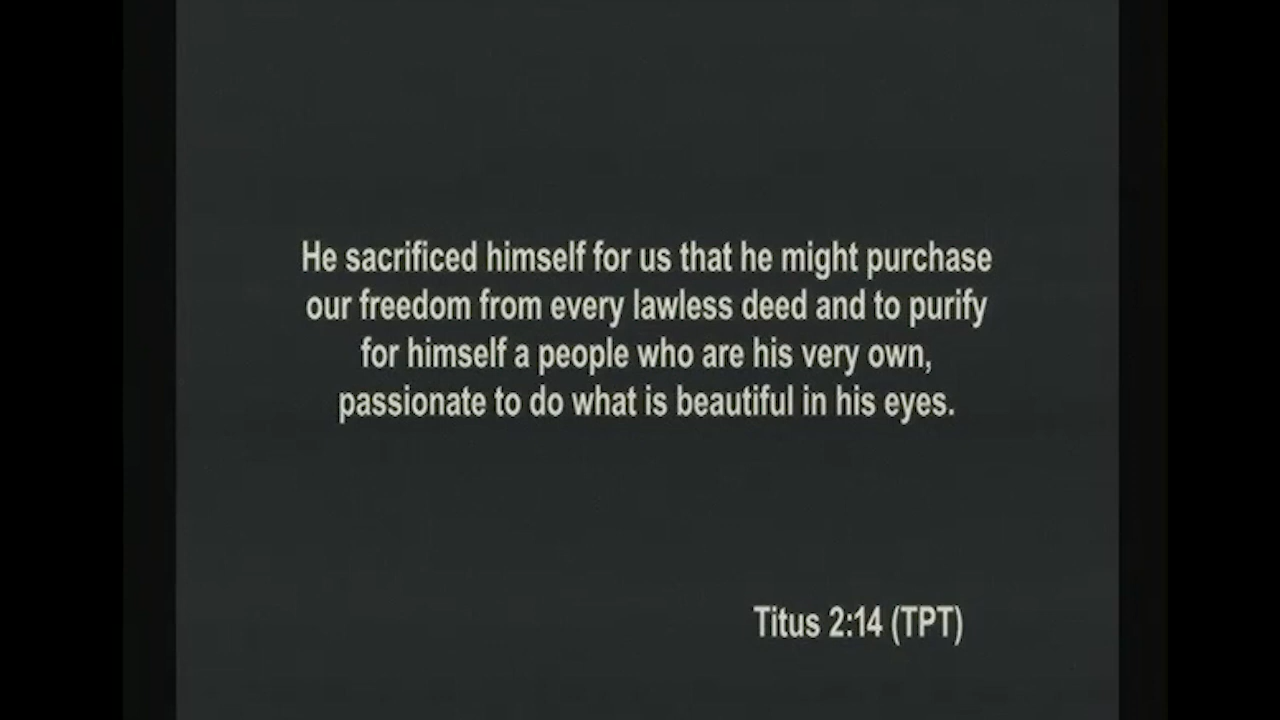 He sacrificed himself for us that he might purchase
our freedom from every lawless deed and to purify
for himself a people who are his very own,
passionate to do what is beautiful in his eyes.
Titus 2:14 (TPT)